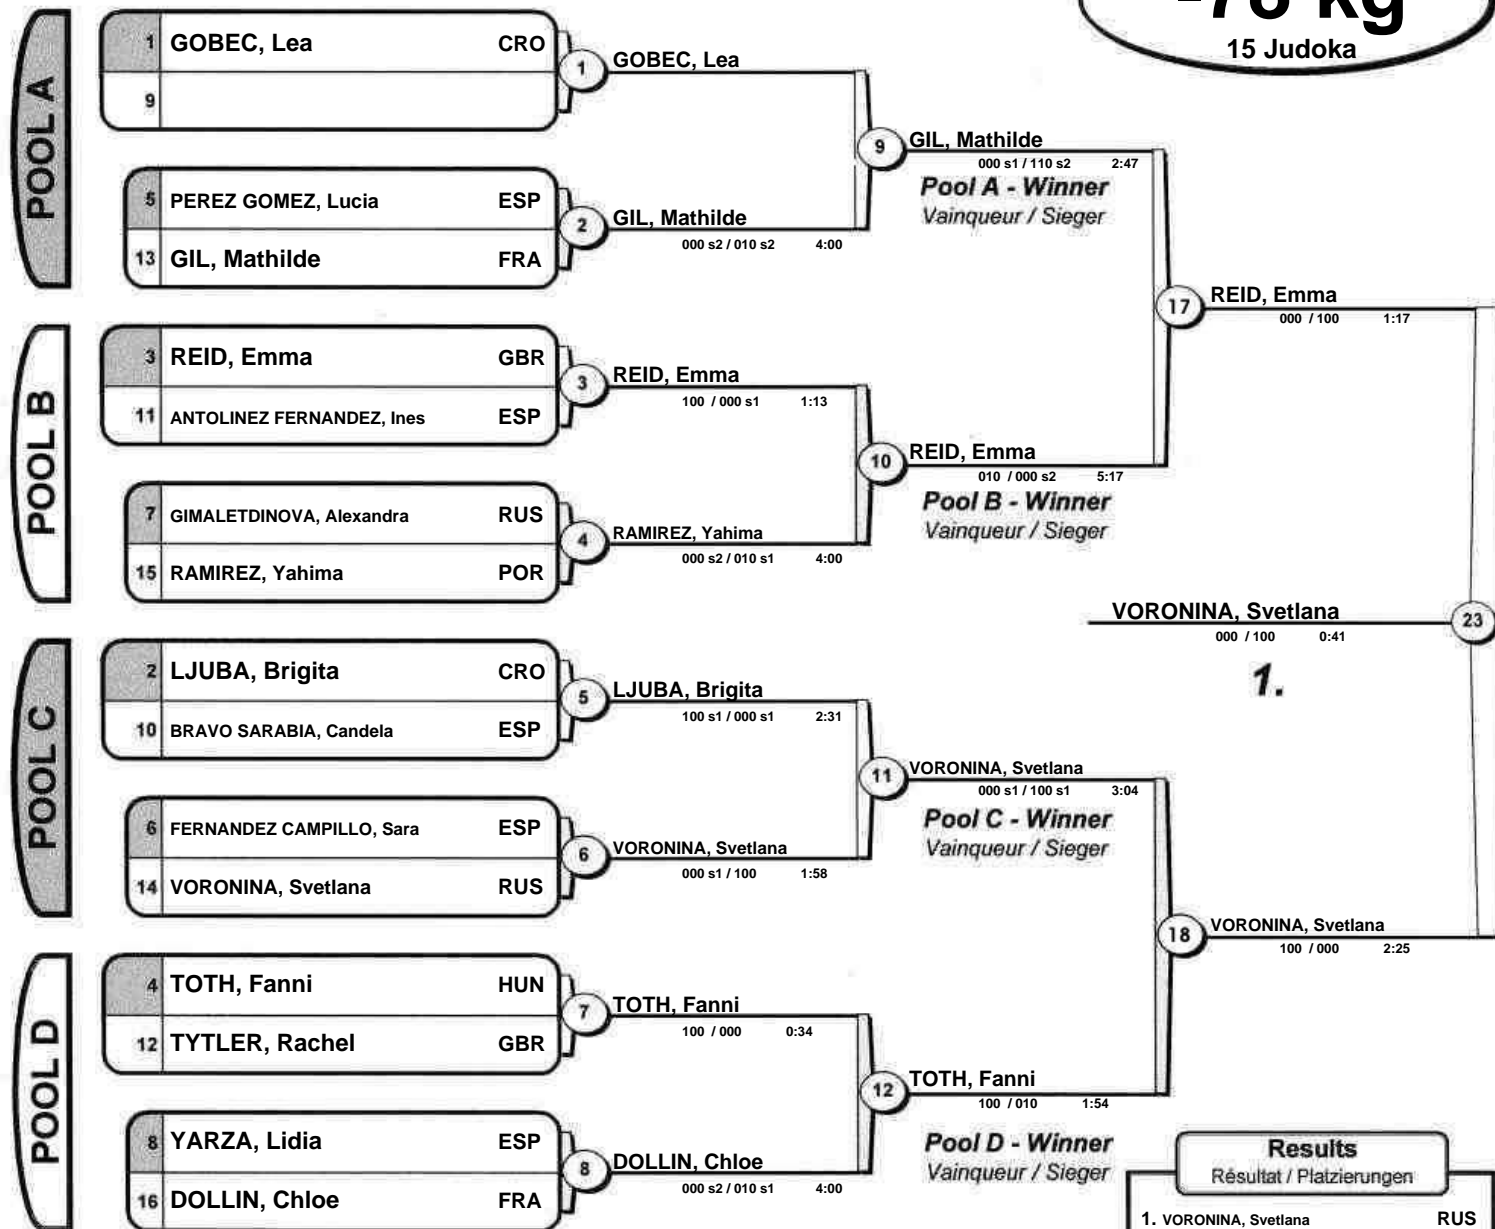 -78 kg
15 Judoka
POOL A
1 GOBEC, Lea CRO
9
1 GOBEC, Lea
5 PEREZ GOMEZ, Lucia ESP
13 GIL, Mathilde FRA
2 GIL, Mathilde
000 s2 / 010 s2 4:00
9 GIL, Mathilde
000 s1 / 110 s2 2:47
Pool A - Winner
Vainqueur / Sieger
POOL B
3 REID, Emma GBR
11 ANTOLINEZ FERNANDEZ, Ines ESP
3 REID, Emma
100 / 000 s1 1:13
7 GIMALETDINOVA, Alexandra RUS
15 RAMIREZ, Yahima POR
4 RAMIREZ, Yahima
000 s2 / 010 s1 4:00
10 REID, Emma
010 / 000 s2 5:17
Pool B - Winner
Vainqueur / Sieger
17 REID, Emma
000 / 100 1:17
VORONINA, Svetlana 23
000 / 100 0:41
1.
POOL C
2 LJUBA, Brigita CRO
10 BRAVO SARABIA, Candela ESP
5 LJUBA, Brigita
100 s1 / 000 s1 2:31
6 FERNANDEZ CAMPILLO, Sara ESP
14 VORONINA, Svetlana RUS
6 VORONINA, Svetlana
000 s1 / 100 1:58
11 VORONINA, Svetlana
000 s1 / 100 s1 3:04
Pool C - Winner
Vainqueur / Sieger
18 VORONINA, Svetlana
100 / 000 2:25
POOL D
4 TOTH, Fanni HUN
12 TYTLER, Rachel GBR
7 TOTH, Fanni
100 / 000 0:34
8 YARZA, Lidia ESP
16 DOLLIN, Chloe FRA
8 DOLLIN, Chloe
000 s2 / 010 s1 4:00
12 TOTH, Fanni
100 / 010 1:54
Pool D - Winner
Vainqueur / Sieger
Results
Résultat / Platzierungen
1. VORONINA, Svetlana RUS